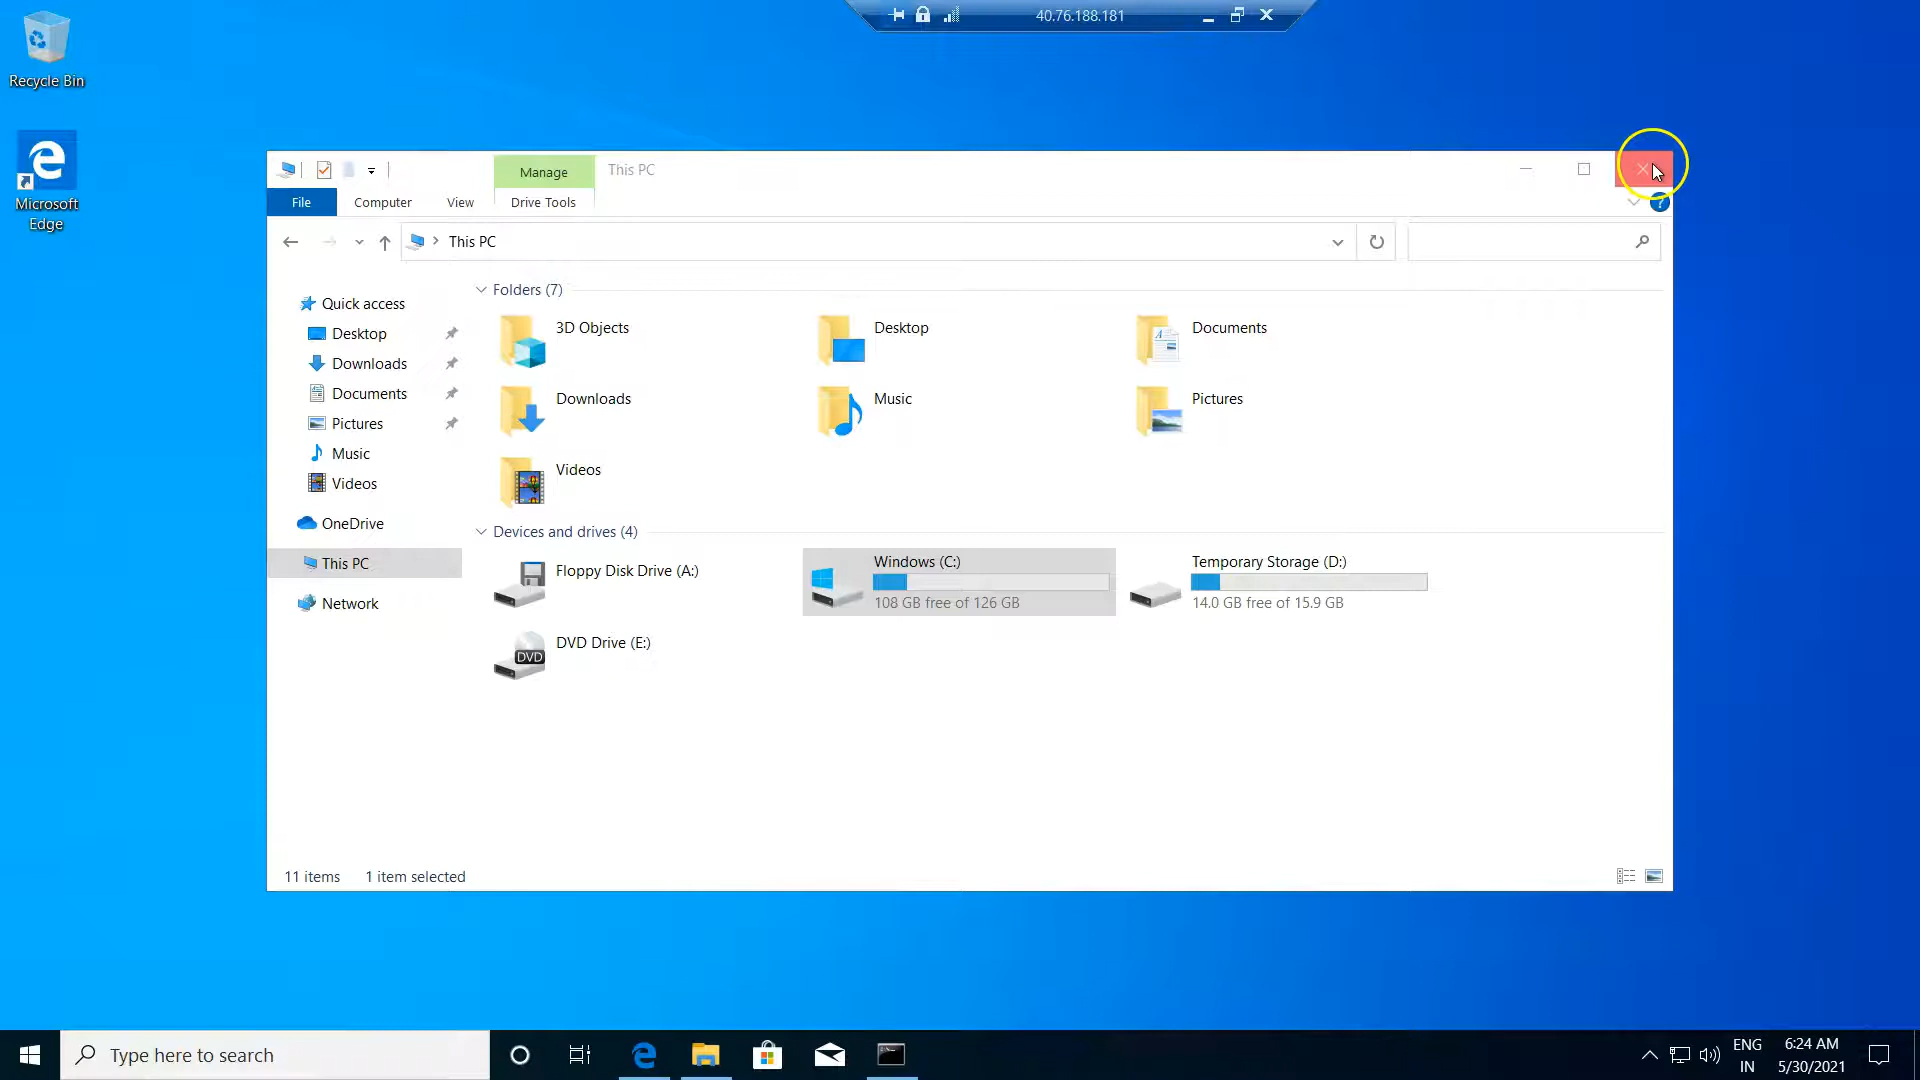 40.76.188.181
Recycle Bin
Microsoft
Edge
Manage
This PC
File
Computer
View
Drive Tools
This PC
Quick access
Desktop
Downloads
Documents
Pictures
Music
Videos
OneDrive
This PC
Network
Folders (7)
3D Objects
Desktop
Documents
Downloads
Music
Pictures
Videos
Devices and drives (4)
Floppy Disk Drive (A:)
Windows (C:)
108 GB free of 126 GB
Temporary Storage (D:)
14.0 GB free of 15.9 GB
DVD
DVD Drive (E:)
11 items
1 item selected
Type here to search
ENG
IN
6:24 AM
5/30/2021